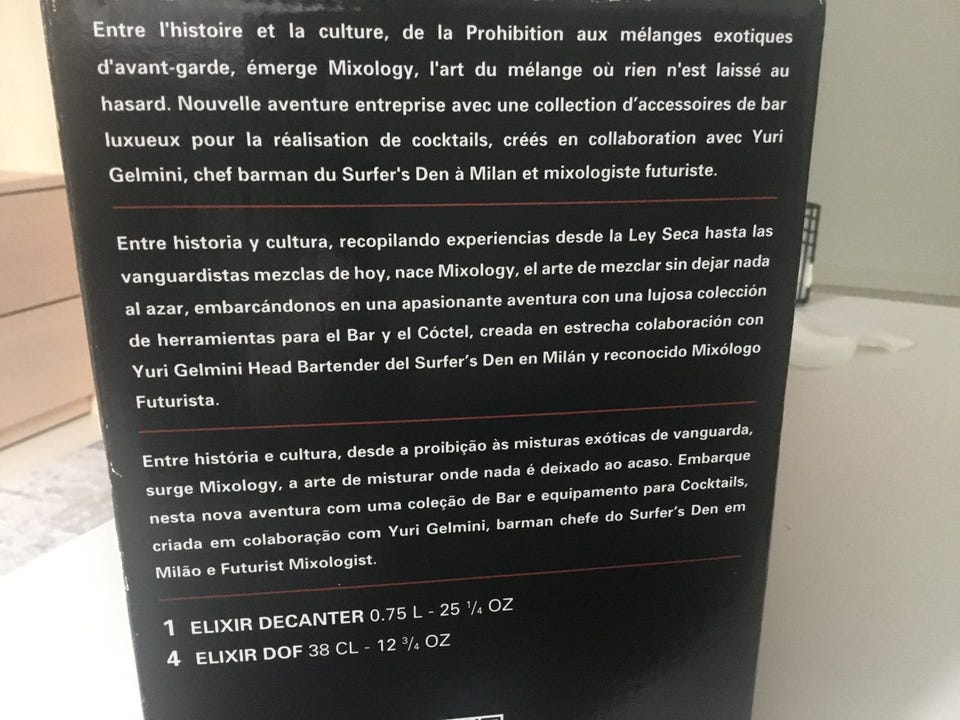 Entre l'histoire et la culture, de la Prohibition aux mélanges exotiques
d'avant-garde, émerge Mixology, l'art du mélange où rien n'est laissé au
hasard. Nouvelle aventure entreprise avec une collection d'accessoires de bar
luxueux pour la réalisation de cocktails, créés en collaboration avec Yuri
Gelmini, chef barman du Surfer's Den à Milan et mixologiste futuriste.
Entre historia y cultura, recopilando experiencias desde la Ley Seca hasta las
vanguardistas mezclas de hoy, nace Mixology, el arte de mezclar sin dejar nada
al azar, embarcándonos en una apasionante aventura con una lujosa colección
de herramientas para el Bar y el Cóctel, creada en estrecha colaboración con
Yuri Gelmini Head Bartender del Surfer's Den en Milán y reconocido Mixólogo
Futurista.
Entre história e cultura, desde a proibição às misturas exóticas de vanguarda,
surge Mixology, a arte de misturar onde nada é deixado ao acaso. Embarque
nesta nova aventura com uma coleção de Bar e equipamento para Cocktails,
criada em colaboração com Yuri Gelmini, barman chefe do Surfer's Den em
Milão e Futurist Mixologist.
1 ELIXIR DECANTER 0.75 L - 25 1/4 OZ
4 ELIXIR DOF 38 CL - 12 3/4 OZ